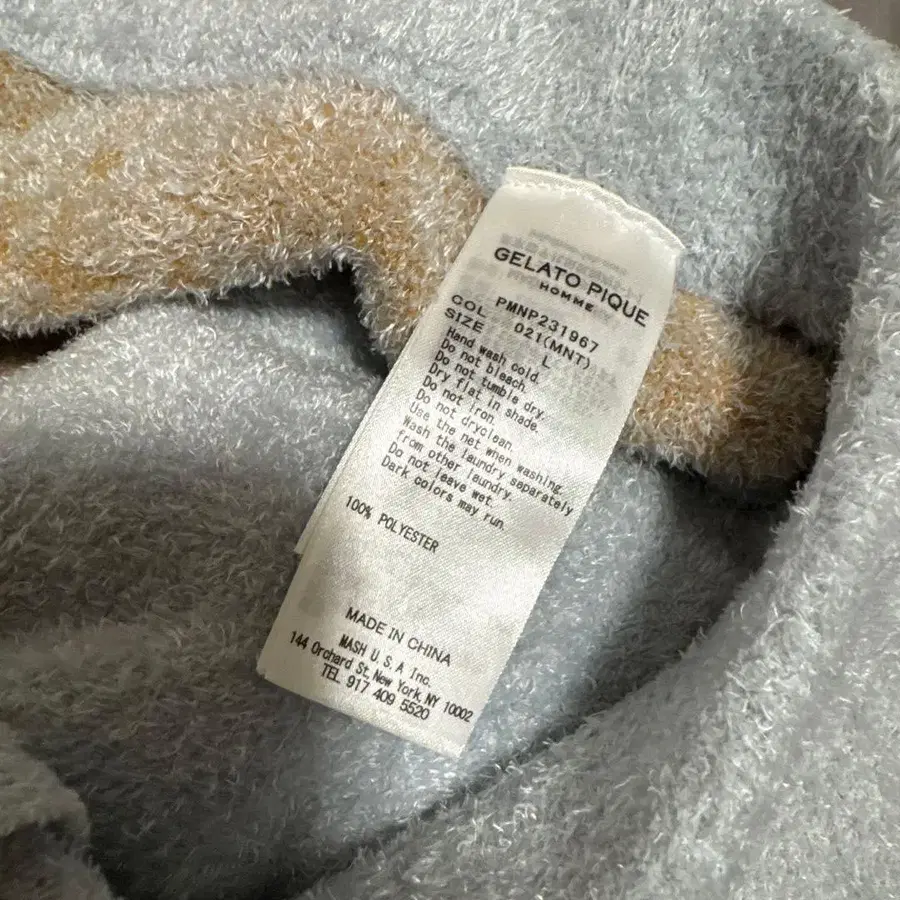 GELATO PIQUE
HOMME
PMNP231967
COL 021(MNT)
SIZE L
Hand wash cold.
Do not bleach.
Do not tumble dry.
Dry flat in shade.
Do not iron.
Do not dryclean.
Use the net when washing.
Wash the laundry separately
from other laundry.
Do not leave wet.
Dark colors may run.
100% POLYESTER
MADE IN CHINA
MASH U.S.A Inc.
144 Orchard St, New York, NY 10002
TEL 917 409 5520